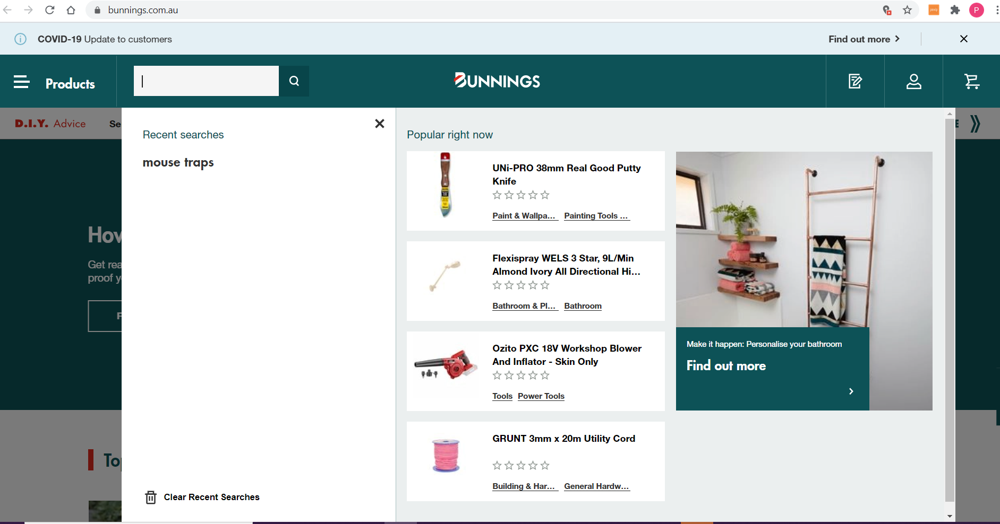 bunnings.com.au
P
COVID-19 Update to customers
Find out more
Products
BUNNINGS
D.I.Y. Advice
Se
Recent searches
mouse traps
Clear Recent Searches
Popular right now
UNi-PRO 38mm Real Good Putty
Knife
Paint & Wallpa... Painting Tools ...
Flexispray WELS 3 Star, 9L/Min
Almond Ivory All Directional Hi...
Bathroom & Pl... Bathroom
Ozito PXC 18V Workshop Blower
And Inflator - Skin Only
Tools Power Tools
GRUNT 3mm x 20m Utility Cord
Building & Har... General Hardw...
Make it happen: Personalise your bathroom
Find out more
How
Get rea
proof y
F
Top
E